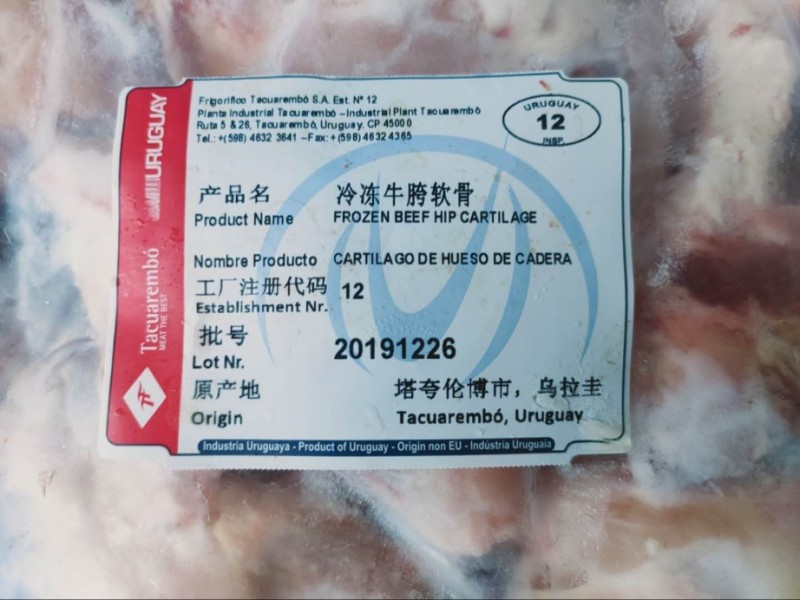 Frigorífico Tacuarembó S.A. Est. Nº 12
Planta Industrial Tacuarembó – Industrial Plant Tacuarembó
Ruta 5 & 26, Tacuarembó, Uruguay. CP 45000
Tel.: +(598) 4632 3641 – Fax: + (598) 4632 4365
URUGUAY
12
INSP.
URUGUAY
Tacuarembó
MEAT THE BEST
产品名 冷冻牛胯软骨
Product Name FROZEN BEEF HIP CARTILAGE
Nombre Producto CARTILAGO DE HUESO DE CADERA
工厂注册代码 12
Establishment Nr.
批号
Lot Nr. 20191226
原产地 塔夸伦博市，乌拉圭
Origin Tacuarembó, Uruguay
Industria Uruguaya - Product of Uruguay - Origin non EU - Indústria Uruguaia